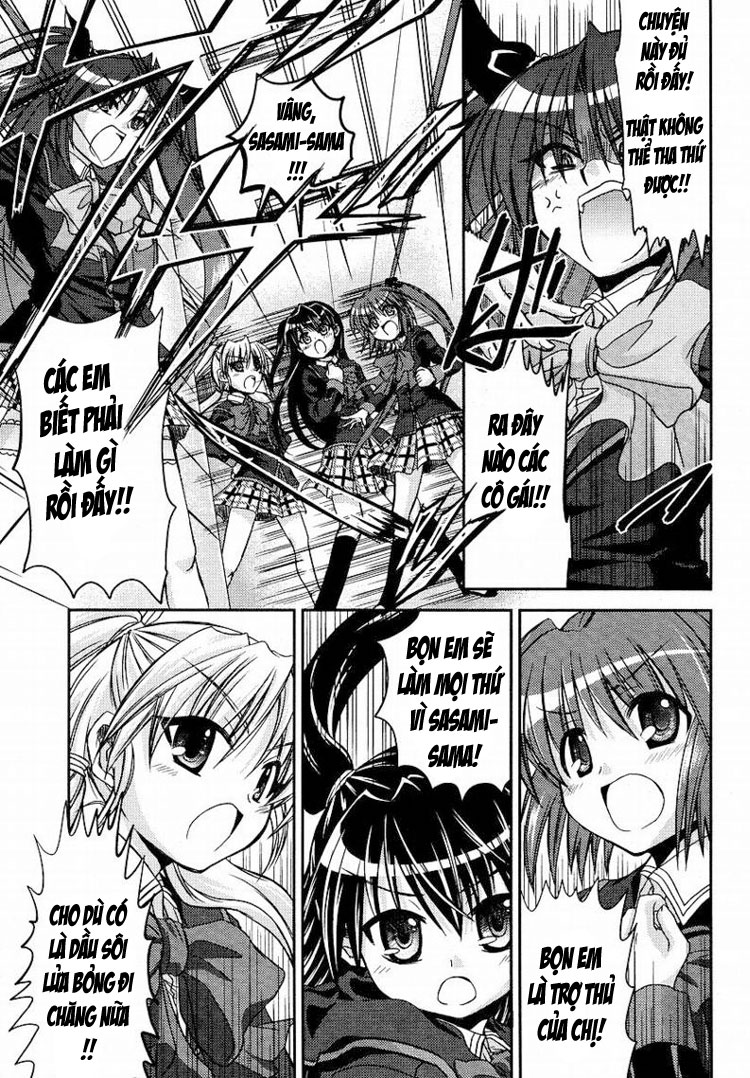 CHUYỆN
NÀY ĐỦ
RỒI ĐẤY!
THẬT KHÔNG
THỂ THA THỨ
ĐƯỢC!!
RA ĐÂY
NÀO CÁC
CÔ GÁI!!
VÂNG,
SASAMI-SAMA
!!!
CÁC EM
BIẾT PHẢI
LÀM GÌ
RỒI ĐẤY!!
BỌN EM
LÀ TRỢ THỦ
CỦA CHỊ!
BỌN EM SẼ
LÀM MỌI THỨ
VÌ SASAMI-
SAMA!
CHO DÙ CÓ
LÀ DẦU SÔI
LỬA BỎNG ĐI
CHĂNG NỮA
!!